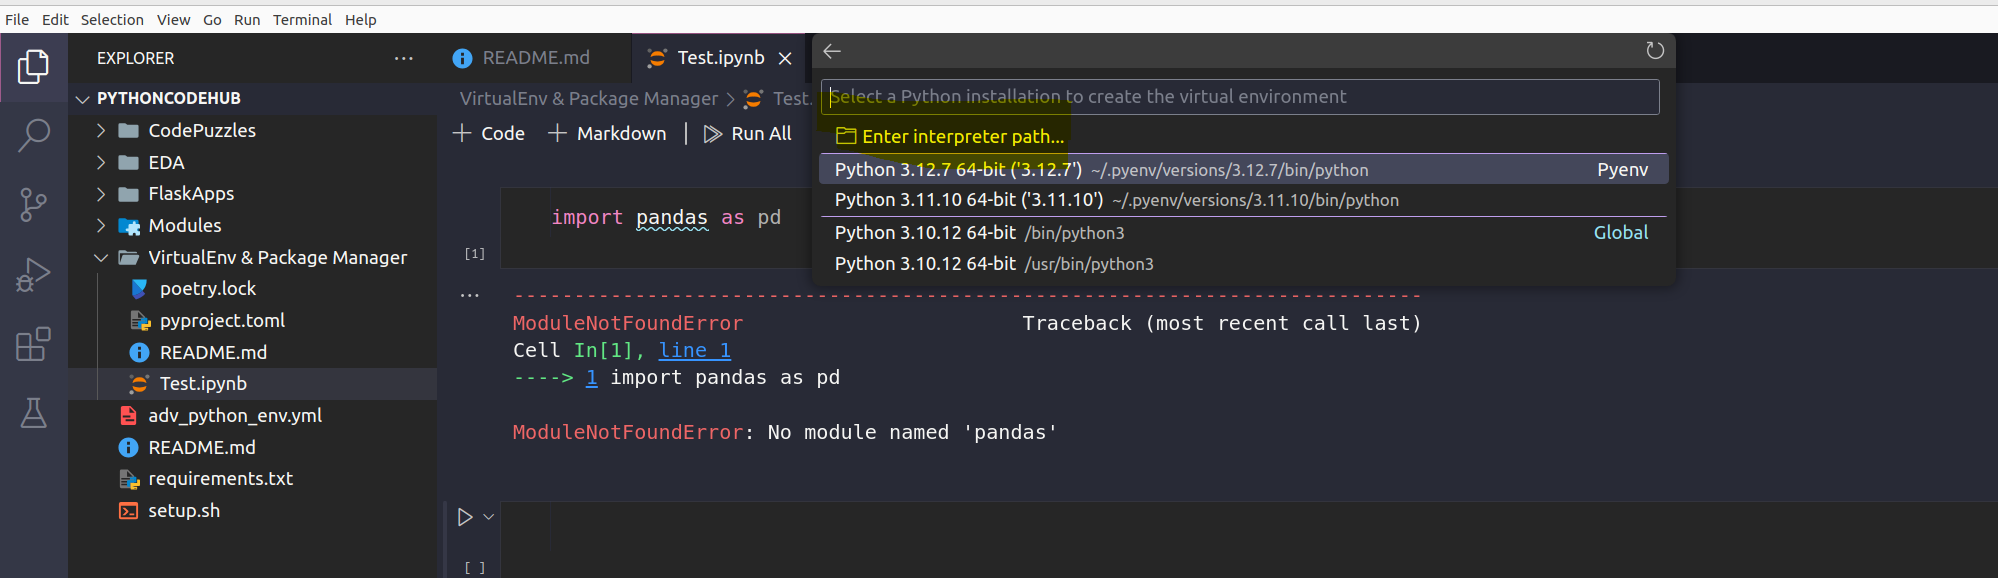 File Edit Selection View Go Run Terminal Help
EXPLORER ...
README.md
Test.ipynb
Select a Python installation to create the virtual environment
Enter interpreter path...
Python 3.12.7 64-bit ('3.12.7') ~/.pyenv/versions/3.12.7/bin/python Pyenv
Python 3.11.10 64-bit ('3.11.10') ~/.pyenv/versions/3.11.10/bin/python
Python 3.10.12 64-bit /bin/python3 Global
Python 3.10.12 64-bit /usr/bin/python3
PYTHONCODEHUB
CodePuzzles
EDA
FlaskApps
Modules
VirtualEnv & Package Manager
poetry.lock
pyproject.toml
README.md
Test.ipynb
adv_python_env.yml
README.md
requirements.txt
setup.sh
VirtualEnv & Package Manager > Test.
+ Code + Markdown | Run All
import pandas as pd
[1]
... ---------------------------------------------------------------------------
ModuleNotFoundError Traceback (most recent call last)
Cell In[1], line 1
----> 1 import pandas as pd
ModuleNotFoundError: No module named 'pandas'
[ ]